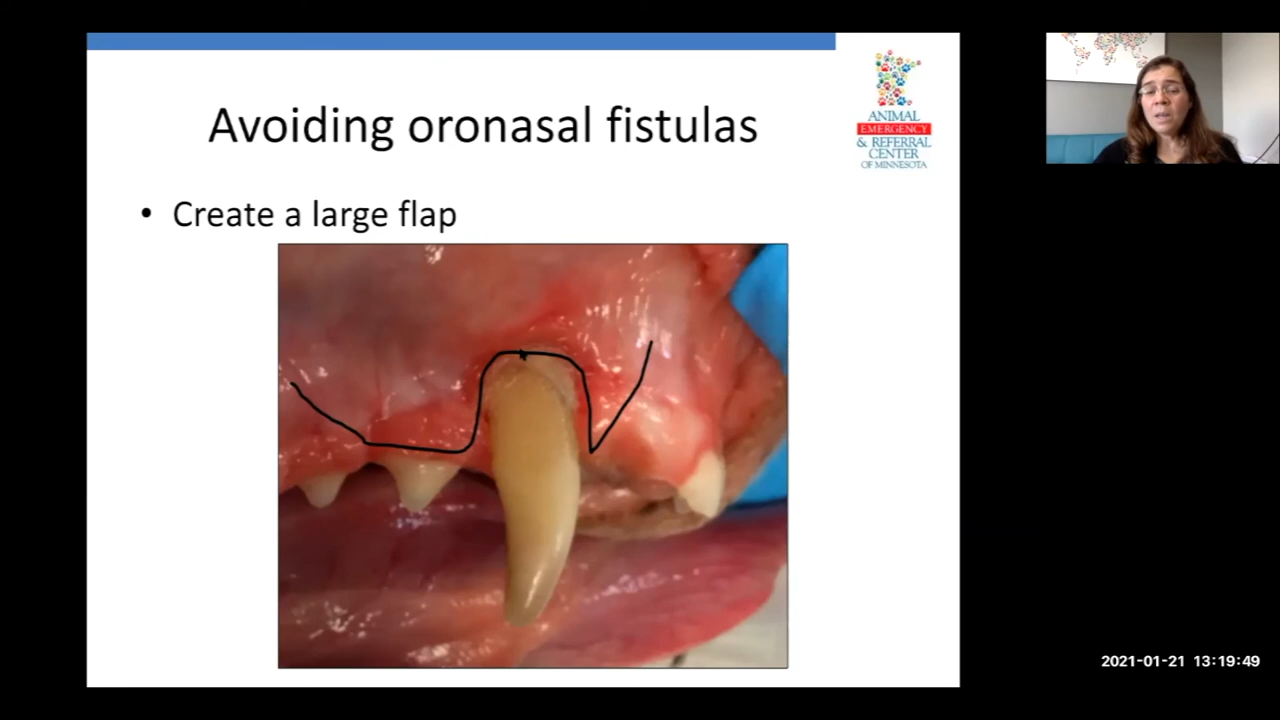 Avoiding oronasal fistulas
ANIMAL
EMERGENCY
& REFERRAL
CENTER
OF MINNESOTA
• Create a large flap
2021-01-21 13:19:49